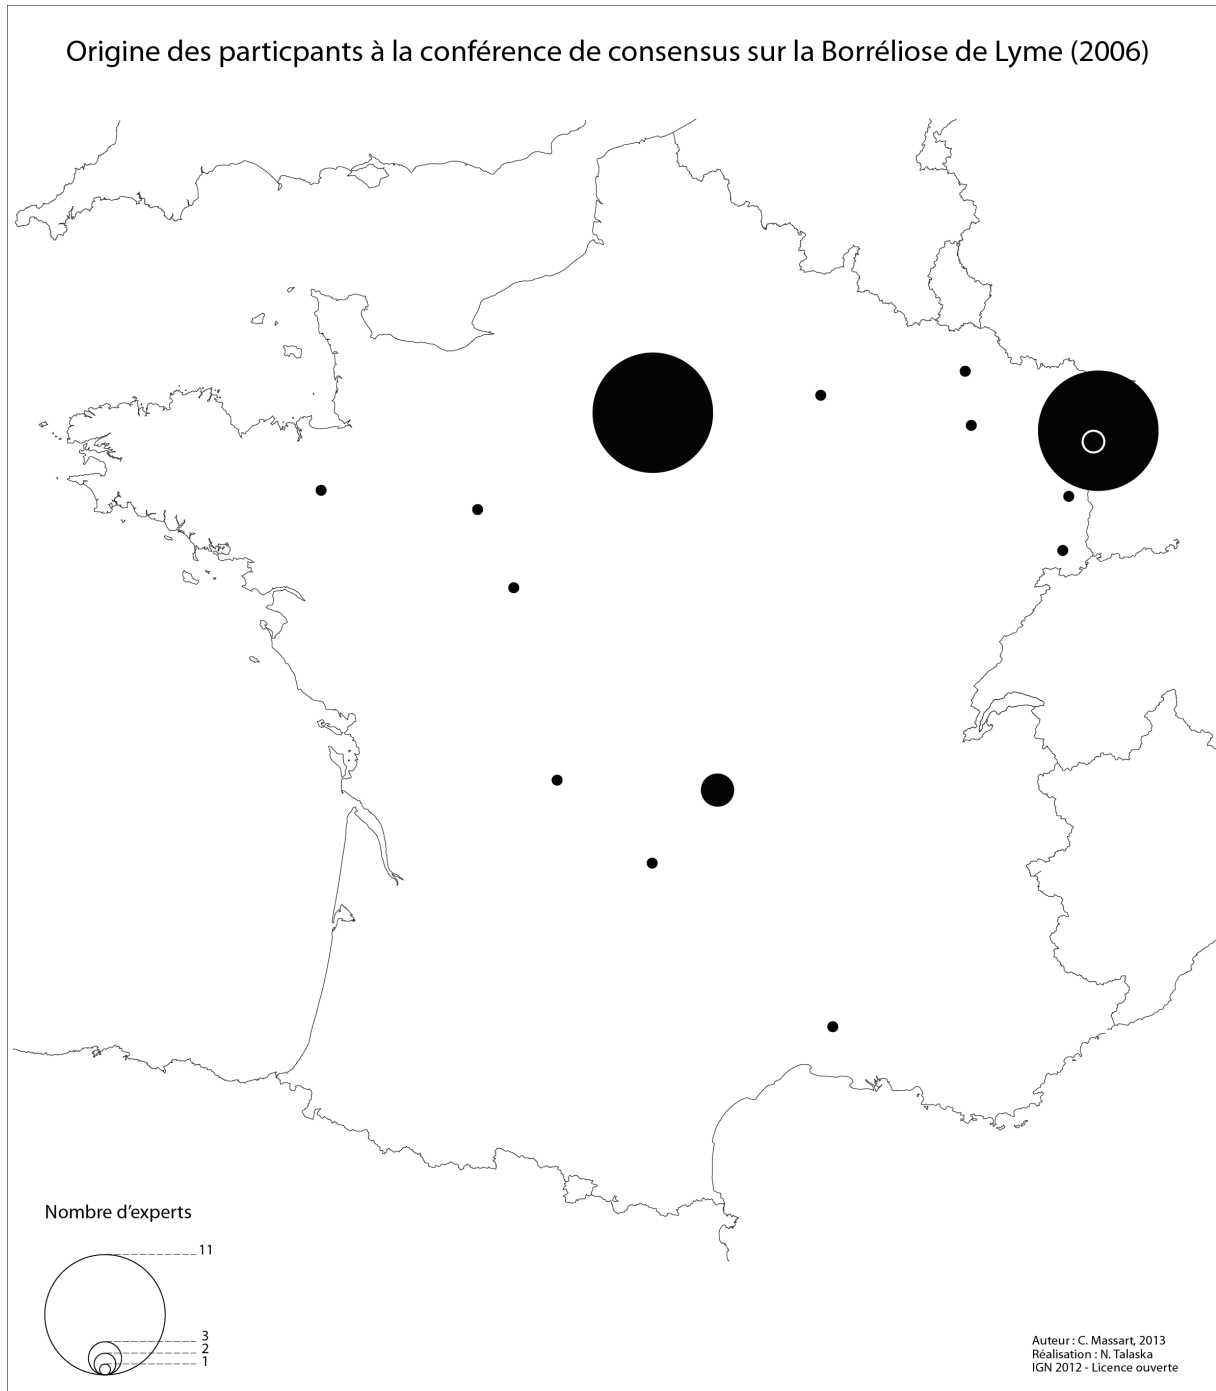 Origine des particpants à la conférence de consensus sur la Borréliose de Lyme (2006)
Nombre d’experts
11
3
2
1
Auteur : C. Massart, 2013
Réalisation : N. Talaska
IGN 2012 - Licence ouverte